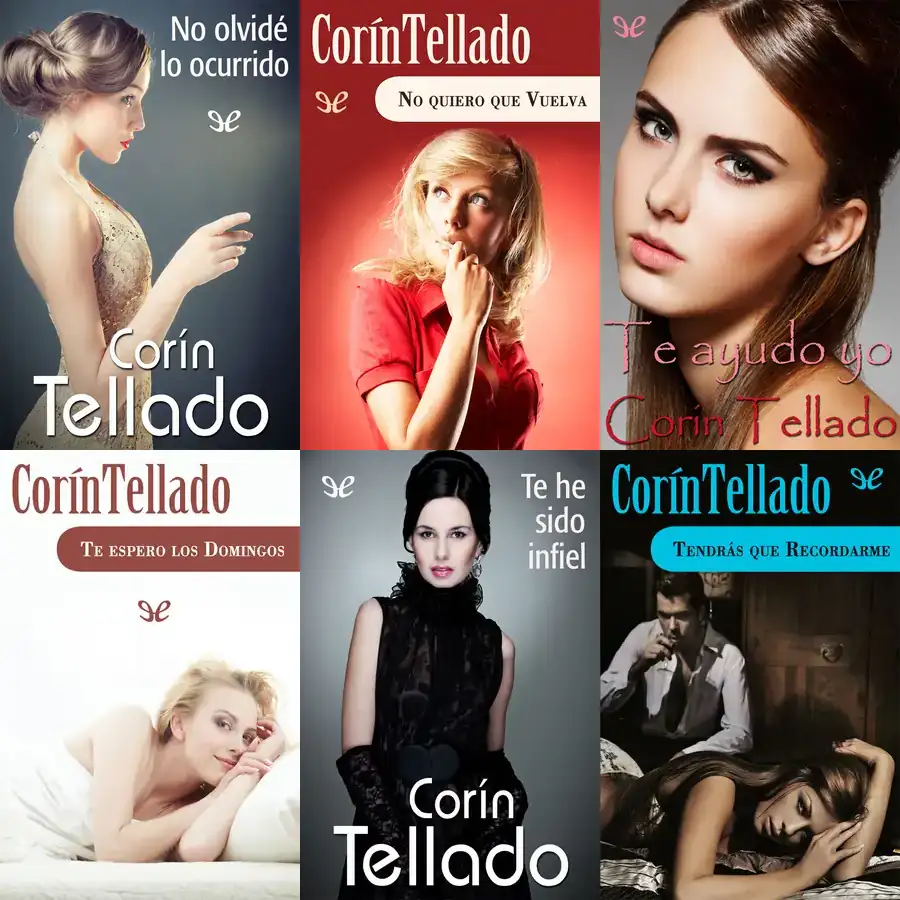 No olvidé
lo ocurrido
Corín
Tellado
CorínTellado
No quiero que Vuelva
Te ayudo yo
Corín Tellado
CorínTellado
Te espero los Domingos
Te he
sido
infiel
Corín
Tellado
CorínTellado
Tendrás que Recordarme